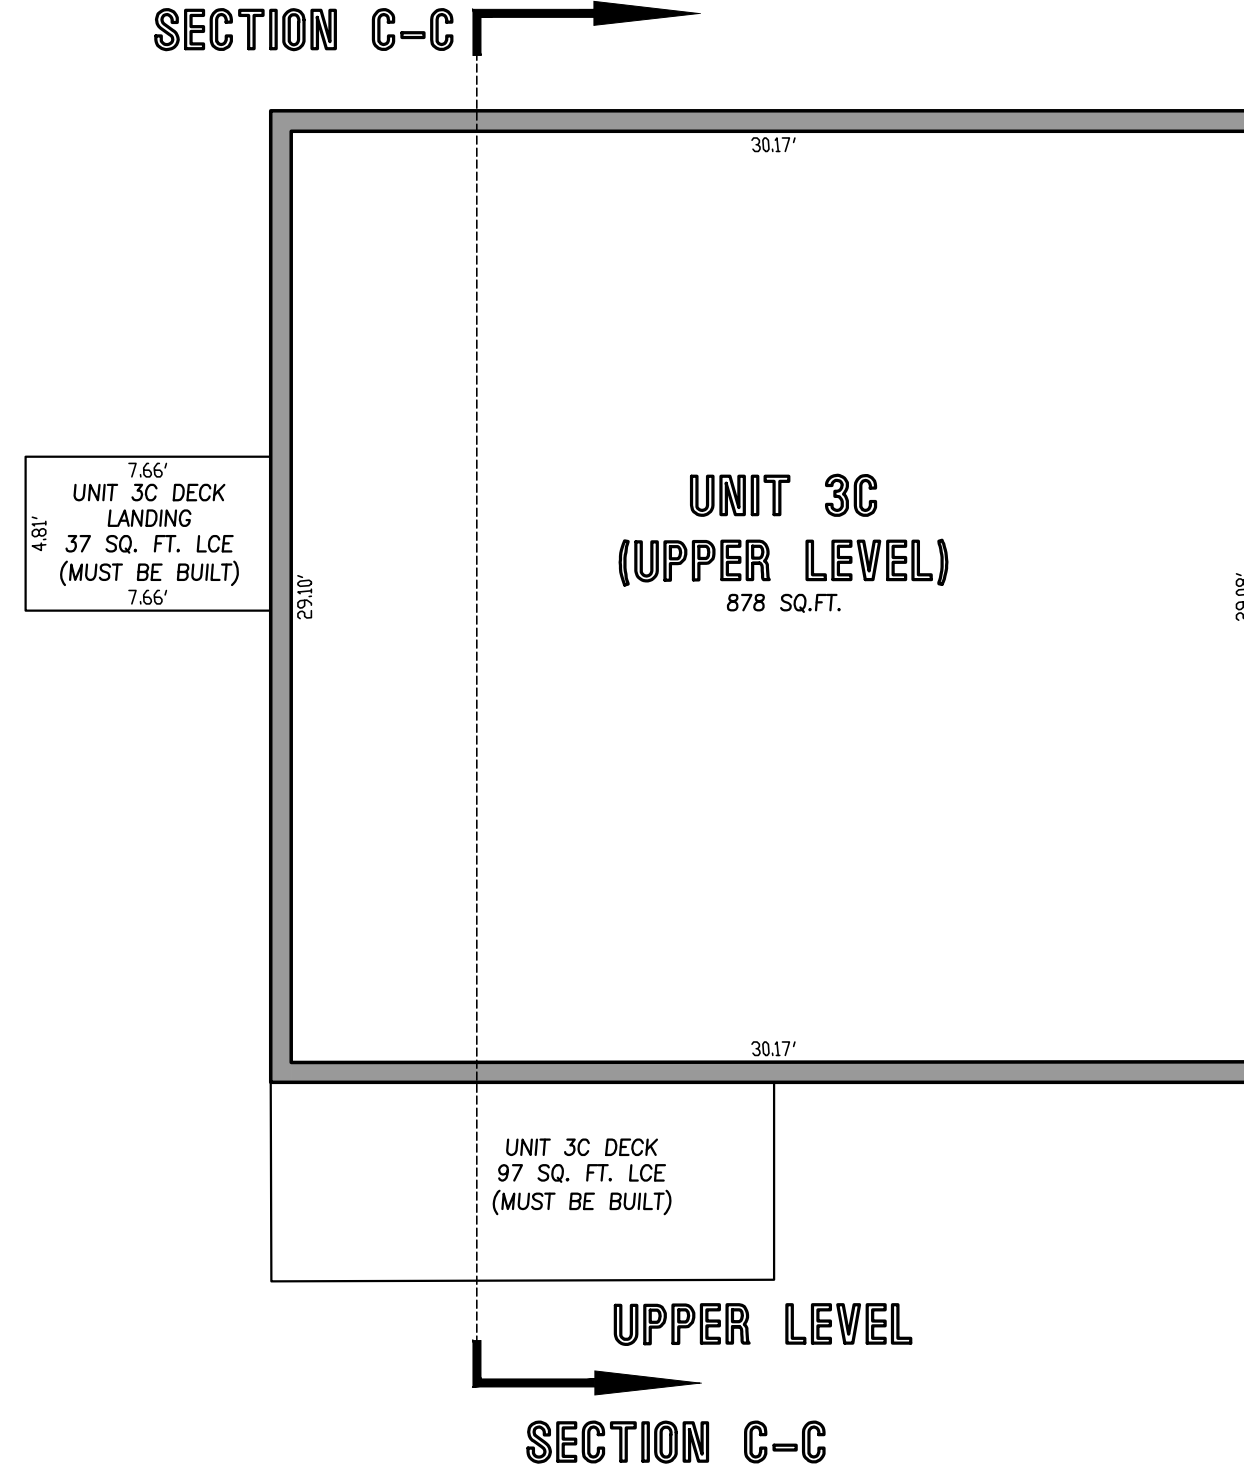 SECTION C-C
30.17'
7.66'
UNIT 3C DECK
LANDING
37 SQ. FT. LCE
(MUST BE BUILT)
7.66'
4.81'
29.10'
UNIT 3C
(UPPER LEVEL)
878 SQ.FT.
30.17'
UNIT 3C DECK
97 SQ. FT. LCE
(MUST BE BUILT)
UPPER LEVEL
SECTION C-C